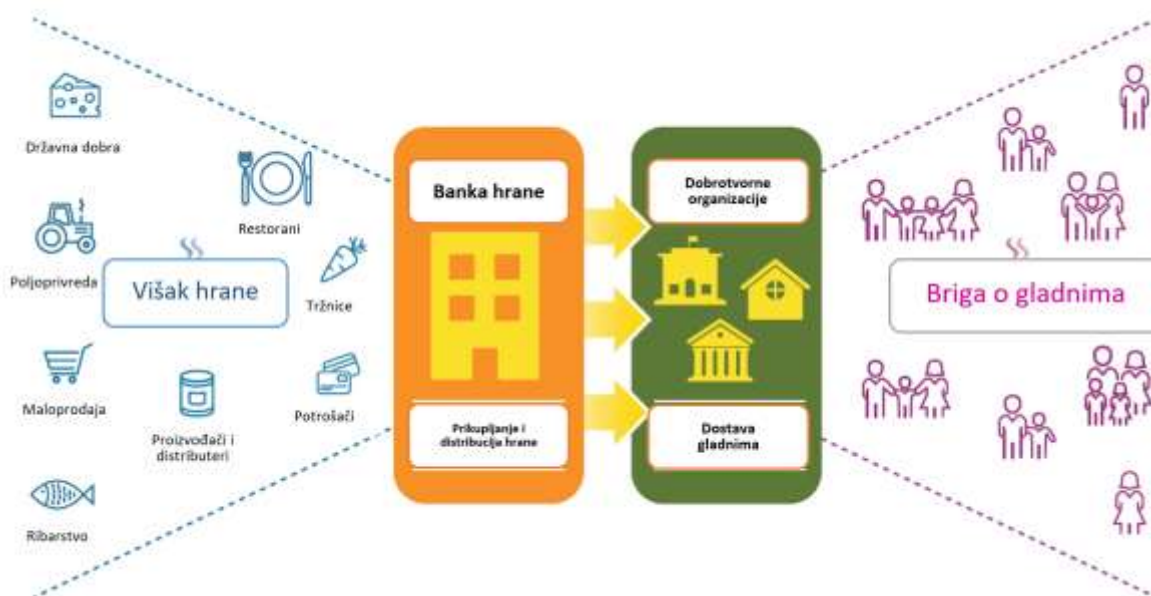 Državna dobra
Restorani
Poljoprivreda
Višak hrane
Tržnice
Maloprodaja
Proizvođači i
distributeri
Potrošači
Ribarstvo
Banka hrane
Prikupljanje i
distribucija hrane
Dobrotvorne
organizacije
Dostava
gladnima
Briga o gladnima